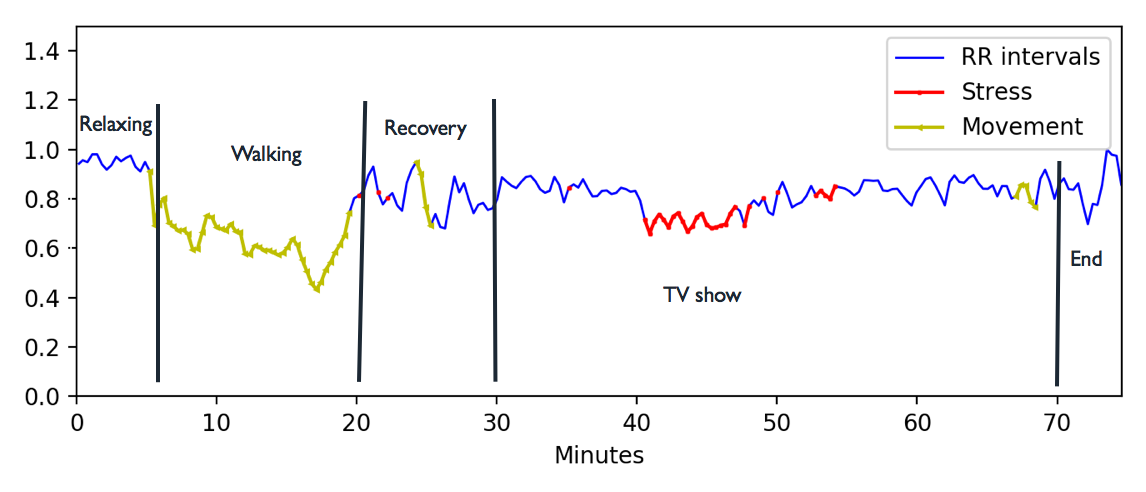 1.4
1.2
1.0
0.8
0.6
0.4
0.2
0.0
RR intervals
Stress
Movement
Relaxing
Walking
Recovery
TV show
End
0 10 20 30 40 50 60 70
Minutes